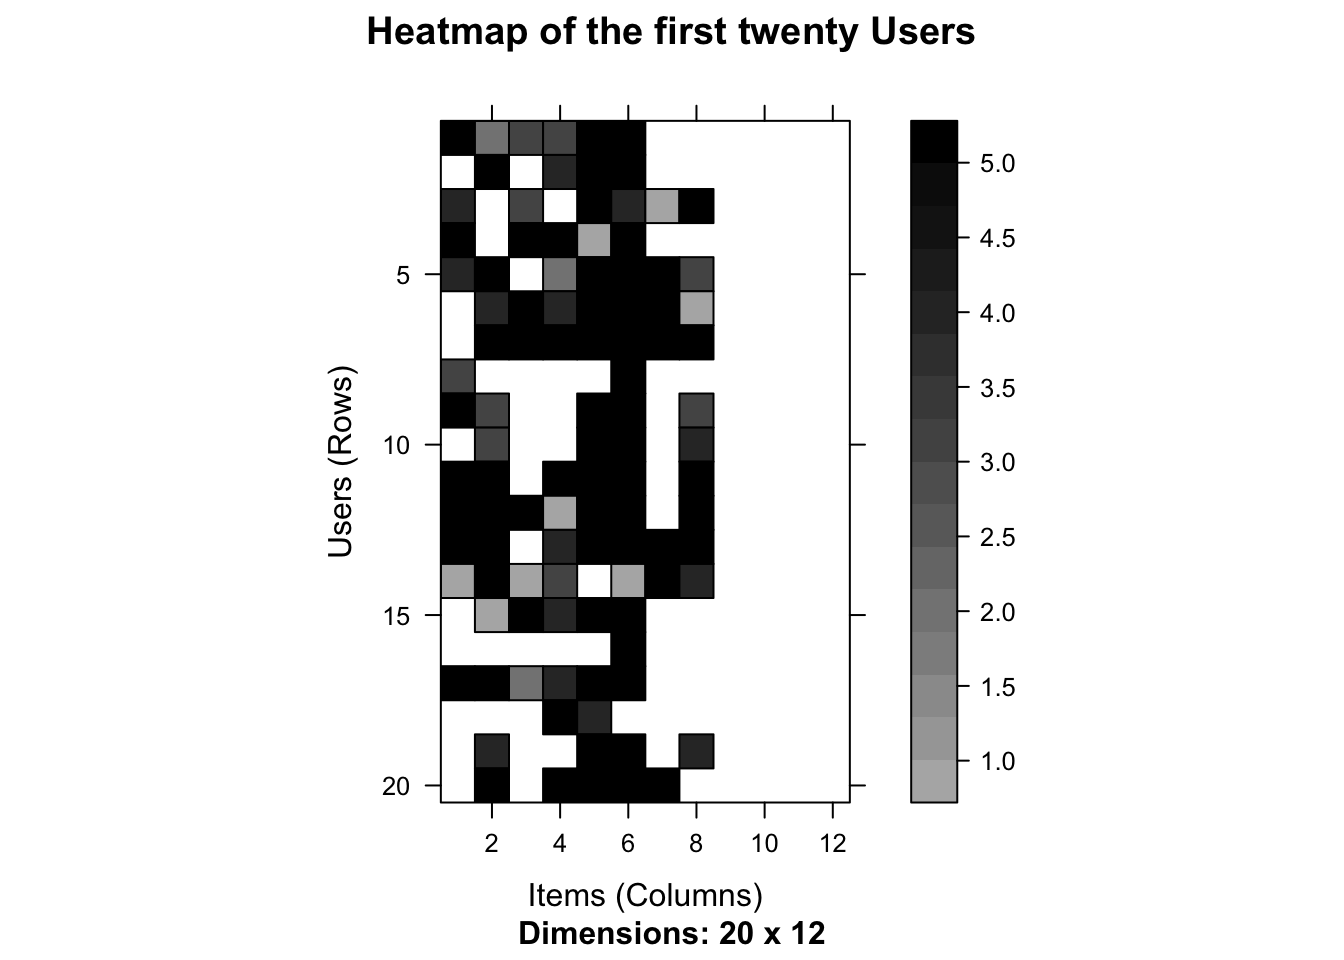 Heatmap of the first twenty Users
Users (Rows)
5
10
15
20
2 4 6 8 10 12
5.0
4.5
4.0
3.5
3.0
2.5
2.0
1.5
1.0
Items (Columns)
Dimensions: 20 x 12